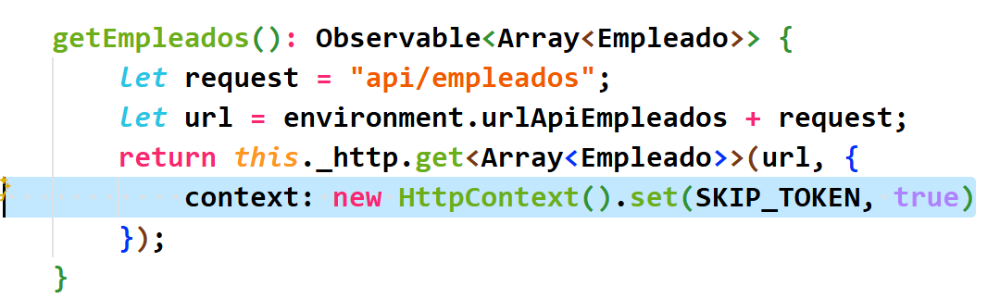 getEmpleados(): Observable<Array<Empleado>> {
let request = "api/empleados";
let url = environment.urlApiEmpleados + request;
return this._http.get<Array<Empleado>>(url, {
context: new HttpContext().set(SKIP_TOKEN, true)
});
}